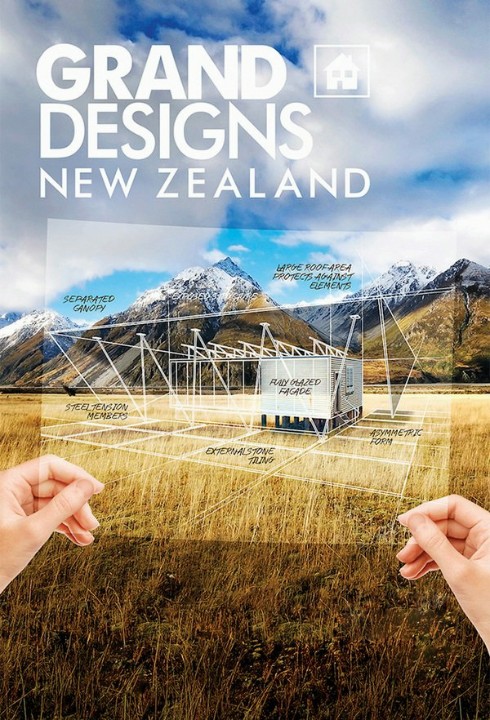 GRAND
DESIGNS
NEW ZEALAND
LARGE ROOF AREA
PROTECTS AGAINST
ELEMENTS
SEPARATED
CANOPY
FULLY GLAZED
FACADE
STEEL TENSION
MEMBERS
ASYMMETRIC
FORM
EXTERNAL STONE
TILING